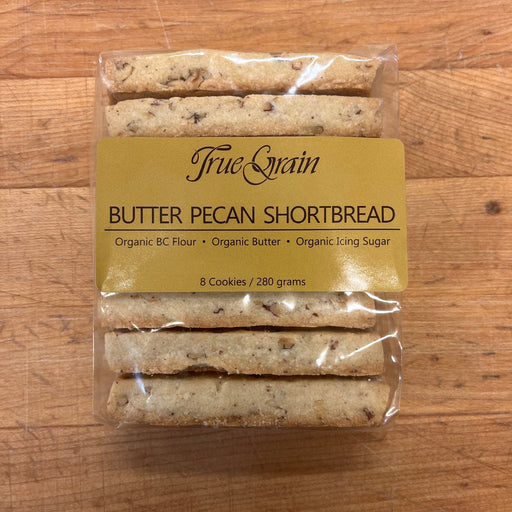 True Grain
BUTTER PECAN SHORTBREAD
Organic BC Flour • Organic Butter • Organic Icing Sugar
8 Cookies / 280 grams